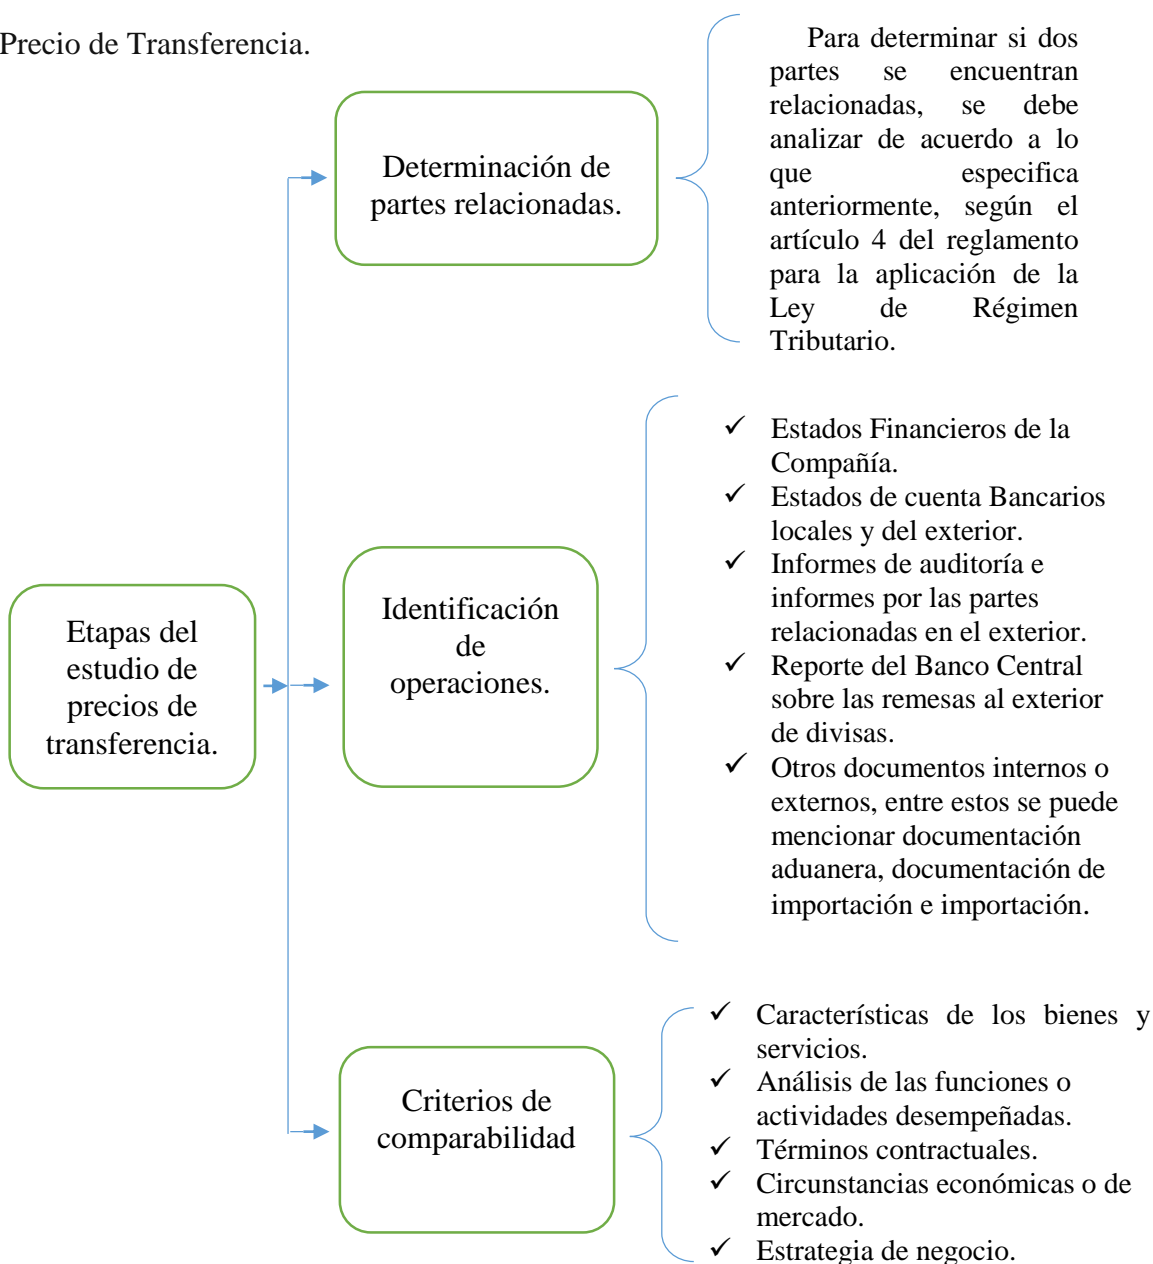 Precio de Transferencia.
Etapas del
estudio de
precios de
transferencia.
Determinación de
partes relacionadas.
Para determinar si dos
partes se encuentran
relacionadas, se debe
analizar de acuerdo a lo
que especifica
anteriormente, según el
artículo 4 del reglamento
para la aplicación de la
Ley de Régimen
Tributario.
Identificación
de
operaciones.
✓ Estados Financieros de la
Compañía.
✓ Estados de cuenta Bancarios
locales y del exterior.
✓ Informes de auditoría e
informes por las partes
relacionadas en el exterior.
✓ Reporte del Banco Central
sobre las remesas al exterior
de divisas.
✓ Otros documentos internos o
externos, entre estos se puede
mencionar documentación
aduanera, documentación de
importación e importación.
Criterios de
comparabilidad
✓ Características de los bienes y
servicios.
✓ Análisis de las funciones o
actividades desempeñadas.
✓ Términos contractuales.
✓ Circunstancias económicas o de
mercado.
✓ Estrategia de negocio.